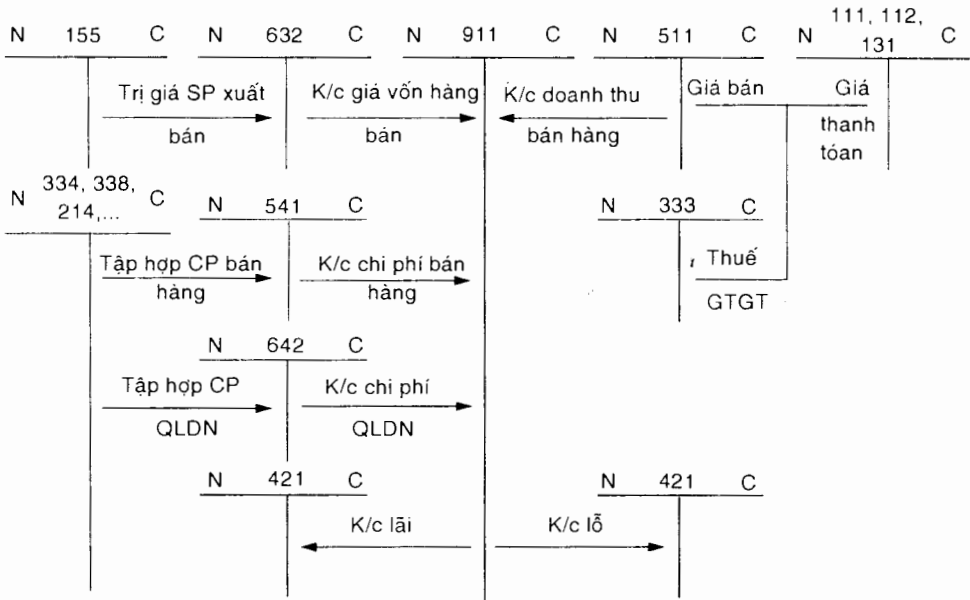 N 155 C N 632 C N 911 C N 511 C N 111, 112, 131 C
Trị giá SP xuất
bán
K/c giá vốn hàng
bán
K/c doanh thu
bán hàng
Giá bán
Giá
thanh
tóan
N 334, 338, 214,... C
N 541 C
N 333 C
Tập hợp CP bán
hàng
K/c chi phí bán
hàng
Thuế
GTGT
N 642 C
Tập hợp CP
QLDN
K/c chi phí
QLDN
N 421 C
N 421 C
K/c lãi
K/c lỗ